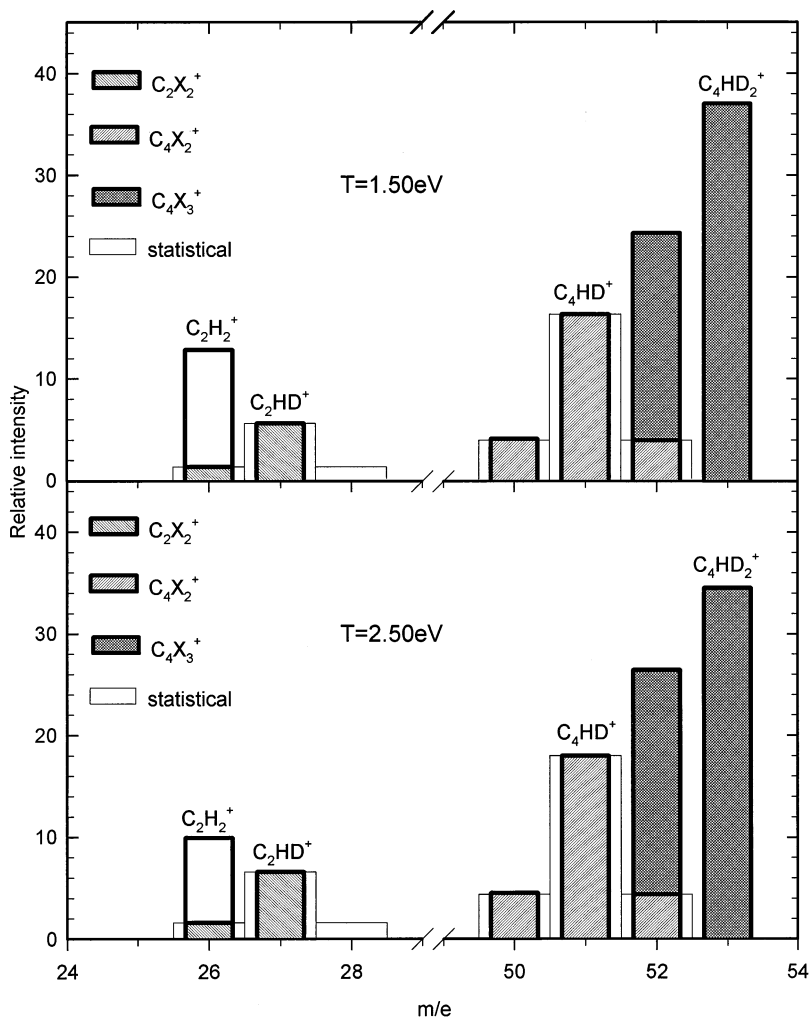 40
30
20
10
0
C₂X₂⁺
C₄X₂⁺
C₄X₃⁺
statistical
T=1.50eV
C₂H₂⁺
C₂HD⁺
C₄HD⁺
C₄HD₂⁺
Relative intensity
40
30
20
10
0
C₂X₂⁺
C₄X₂⁺
C₄X₃⁺
statistical
T=2.50eV
C₂H₂⁺
C₂HD⁺
C₄HD⁺
C₄HD₂⁺
24 26 28 50 52 54
m/e